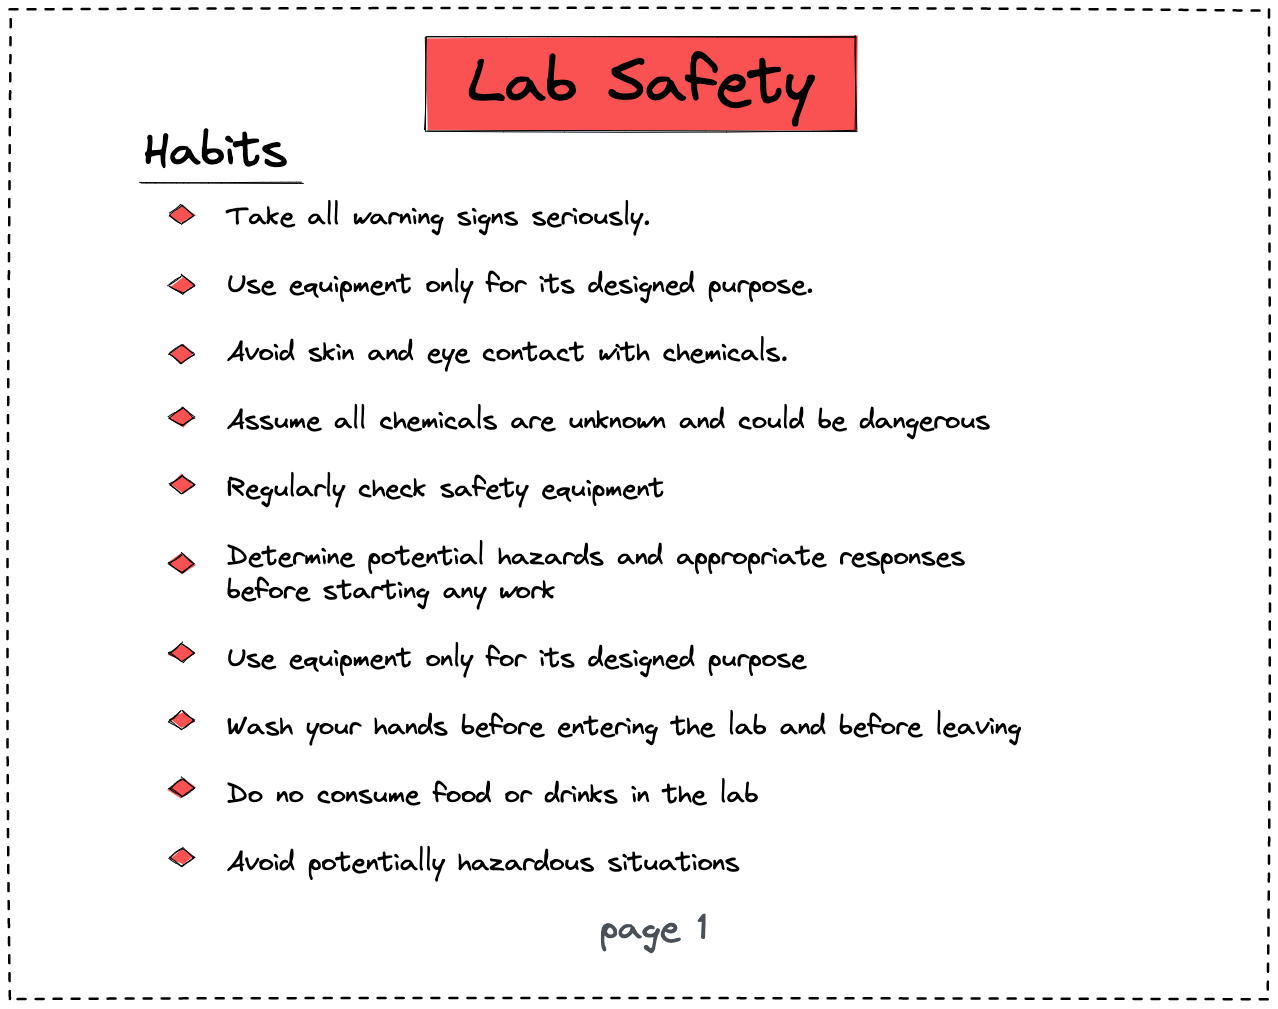 Lab Safety
Habits
Take all warning signs seriously.
Use equipment only for its designed purpose.
Avoid skin and eye contact with chemicals.
Assume all chemicals are unknown and could be dangerous
Regularly check safety equipment
Determine potential hazards and appropriate responses
before starting any work
Use equipment only for its designed purpose
Wash your hands before entering the lab and before leaving
Do no consume food or drinks in the lab
Avoid potentially hazardous situations
page 1